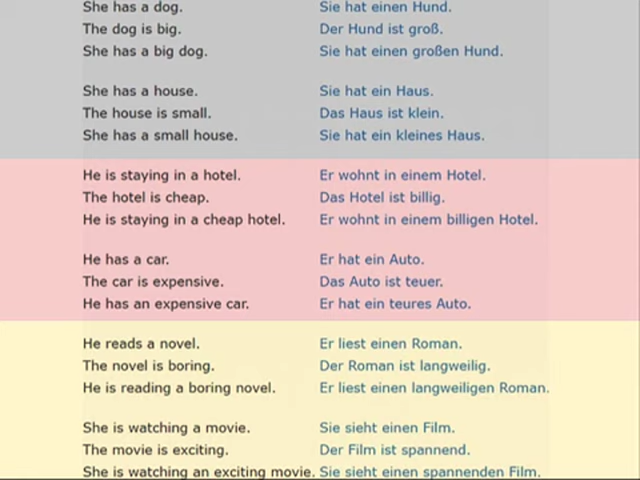 She has a dog. Sie hat einen Hund.
The dog is big. Der Hund ist groß.
She has a big dog. Sie hat einen großen Hund.
She has a house. Sie hat ein Haus.
The house is small. Das Haus ist klein.
She has a small house. Sie hat ein kleines Haus.
He is staying in a hotel. Er wohnt in einem Hotel.
The hotel is cheap. Das Hotel ist billig.
He is staying in a cheap hotel. Er wohnt in einem billigen Hotel.
He has a car. Er hat ein Auto.
The car is expensive. Das Auto ist teuer.
He has an expensive car. Er hat ein teures Auto.
He reads a novel. Er liest einen Roman.
The novel is boring. Der Roman ist langweilig.
He is reading a boring novel. Er liest einen langweiligen Roman.
She is watching a movie. Sie sieht einen Film.
The movie is exciting. Der Film ist spannend.
She is watching an exciting movie. Sie sieht einen spannenden Film.